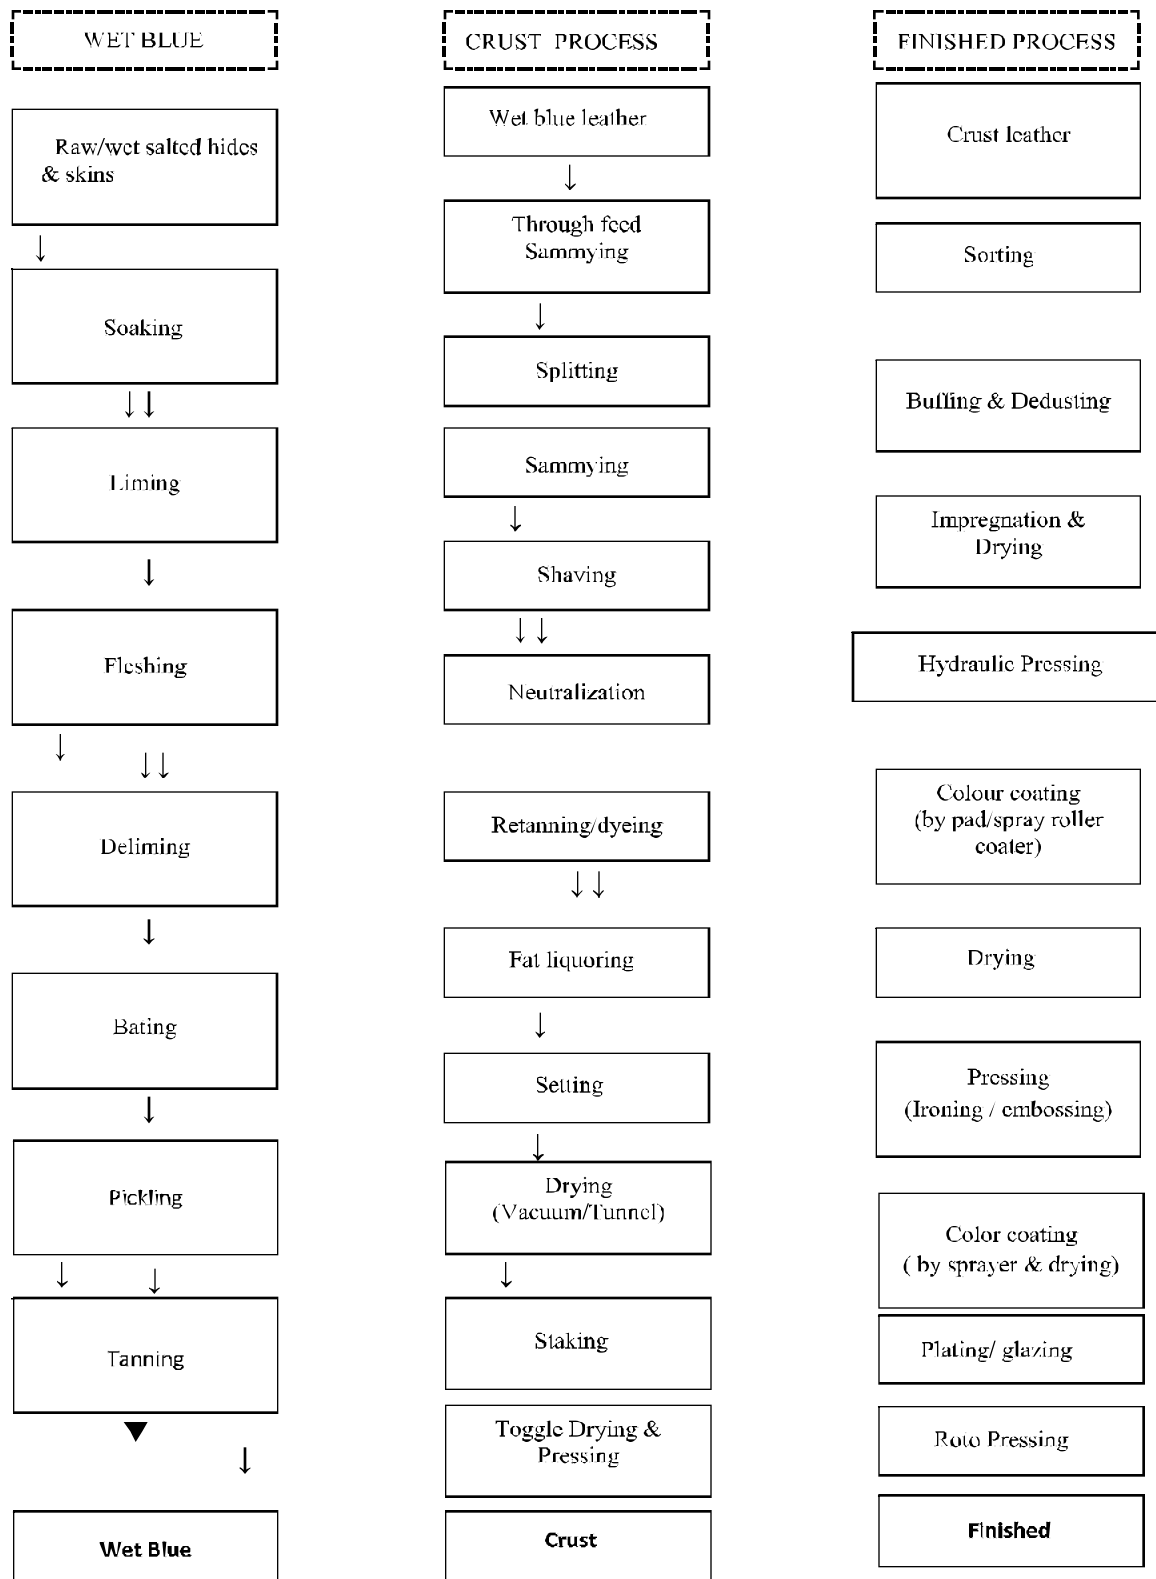 WET BLUE
Raw/wet salted hides
& skins
Soaking
Liming
Fleshing
Deliming
Bating
Pickling
Tanning
Wet Blue
CRUST PROCESS
Wet blue leather
Through feed
Sammying
Splitting
Sammying
Shaving
Neutralization
Retanning/dyeing
Fat liquoring
Setting
Drying
(Vacuum/Tunnel)
Staking
Toggle Drying &
Pressing
Crust
FINISHED PROCESS
Crust leather
Sorting
Buffing & Dedusting
Impregnation &
Drying
Hydraulic Pressing
Colour coating
(by pad/spray roller
coater)
Drying
Pressing
(Ironing / embossing)
Color coating
( by sprayer & drying)
Plating/ glazing
Roto Pressing
Finished